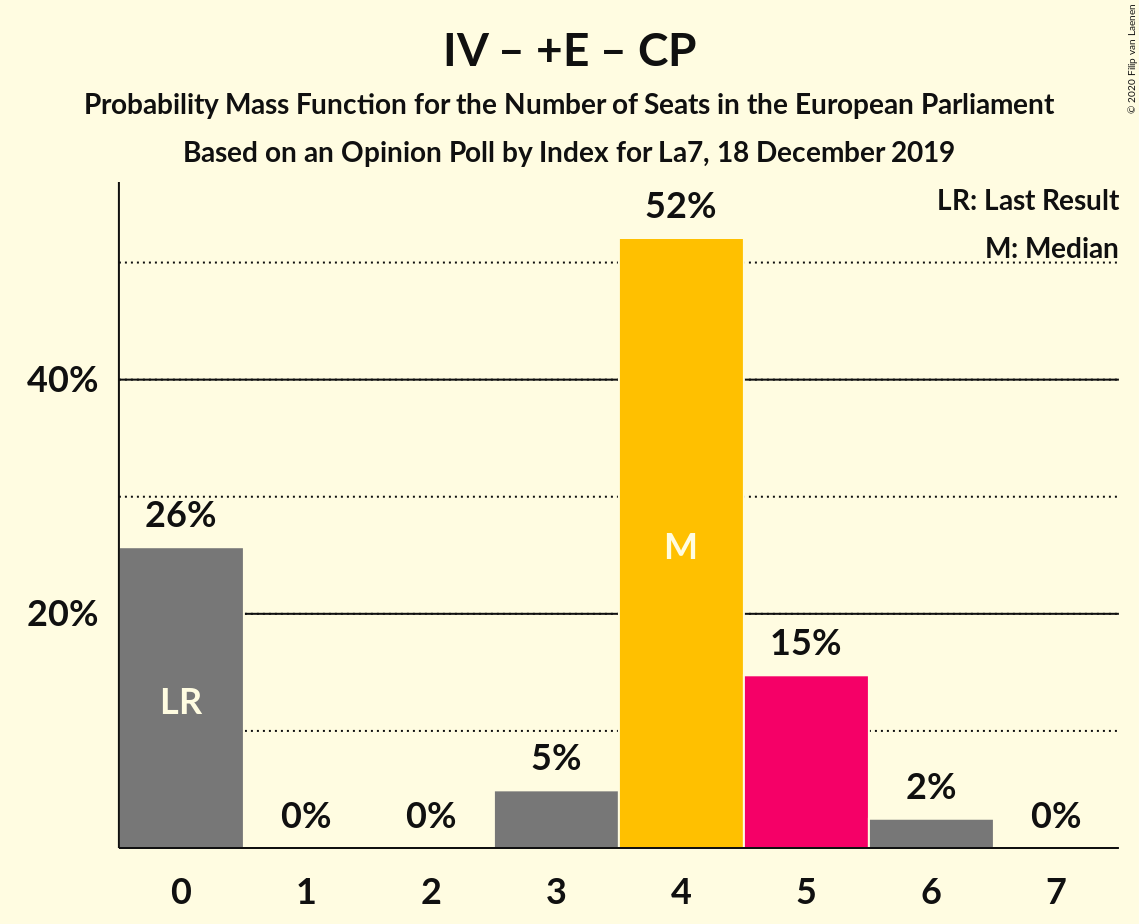 IV – +E – CP
Probability Mass Function for the Number of Seats in the European Parliament
Based on an Opinion Poll by Index for La7, 18 December 2019
© 2020 Filip van Laenen
LR: Last Result
M: Median
52%
40%
26%
M
20%
15%
LR
5%
2%
0%
0%
0%
0 1 2 3 4 5 6 7